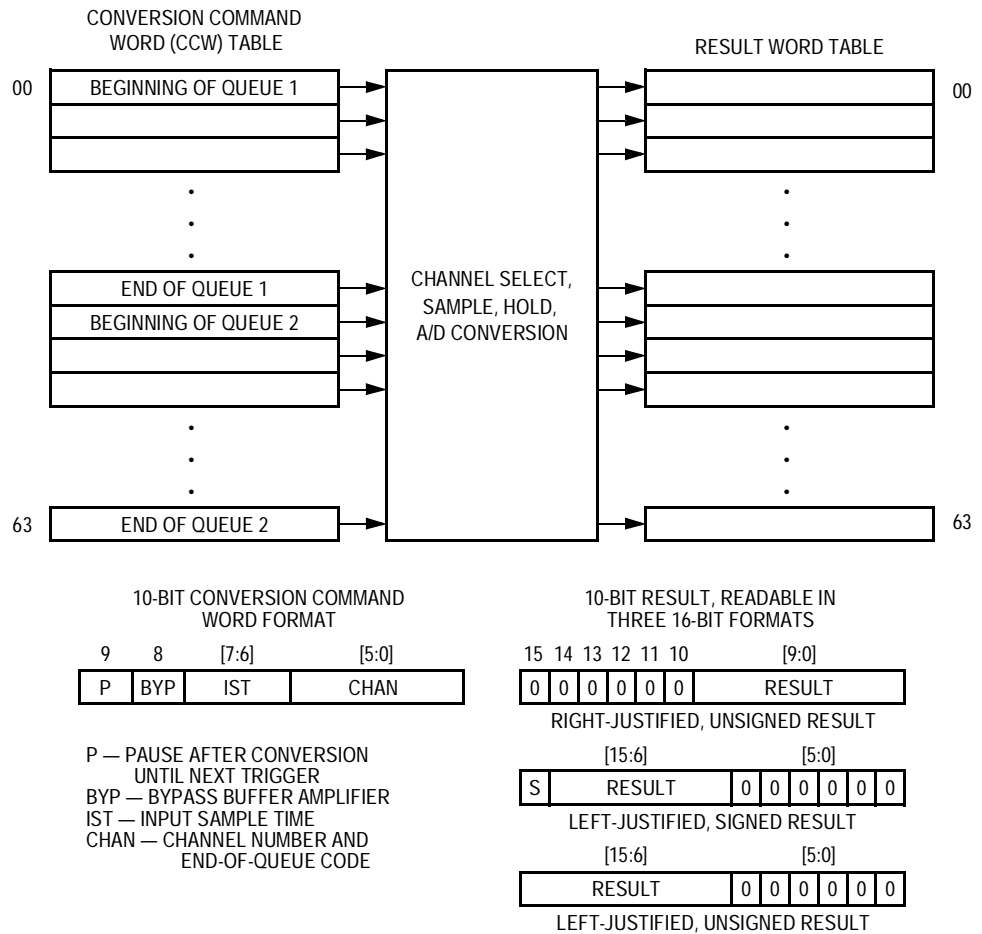 CONVERSION COMMAND
WORD (CCW) TABLE
RESULT WORD TABLE
00
BEGINNING OF QUEUE 1
00
END OF QUEUE 1
BEGINNING OF QUEUE 2
CHANNEL SELECT,
SAMPLE, HOLD,
A/D CONVERSION
63
END OF QUEUE 2
63
10-BIT CONVERSION COMMAND
WORD FORMAT
9 8 [7:6] [5:0]
P BYP IST CHAN
P — PAUSE AFTER CONVERSION
UNTIL NEXT TRIGGER
BYP — BYPASS BUFFER AMPLIFIER
IST — INPUT SAMPLE TIME
CHAN — CHANNEL NUMBER AND
END-OF-QUEUE CODE
10-BIT RESULT, READABLE IN
THREE 16-BIT FORMATS
15 14 13 12 11 10 [9:0]
0 0 0 0 0 0 RESULT
RIGHT-JUSTIFIED, UNSIGNED RESULT
[15:6] [5:0]
S RESULT 0 0 0 0 0 0
LEFT-JUSTIFIED, SIGNED RESULT
[15:6] [5:0]
RESULT 0 0 0 0 0 0
LEFT-JUSTIFIED, UNSIGNED RESULT